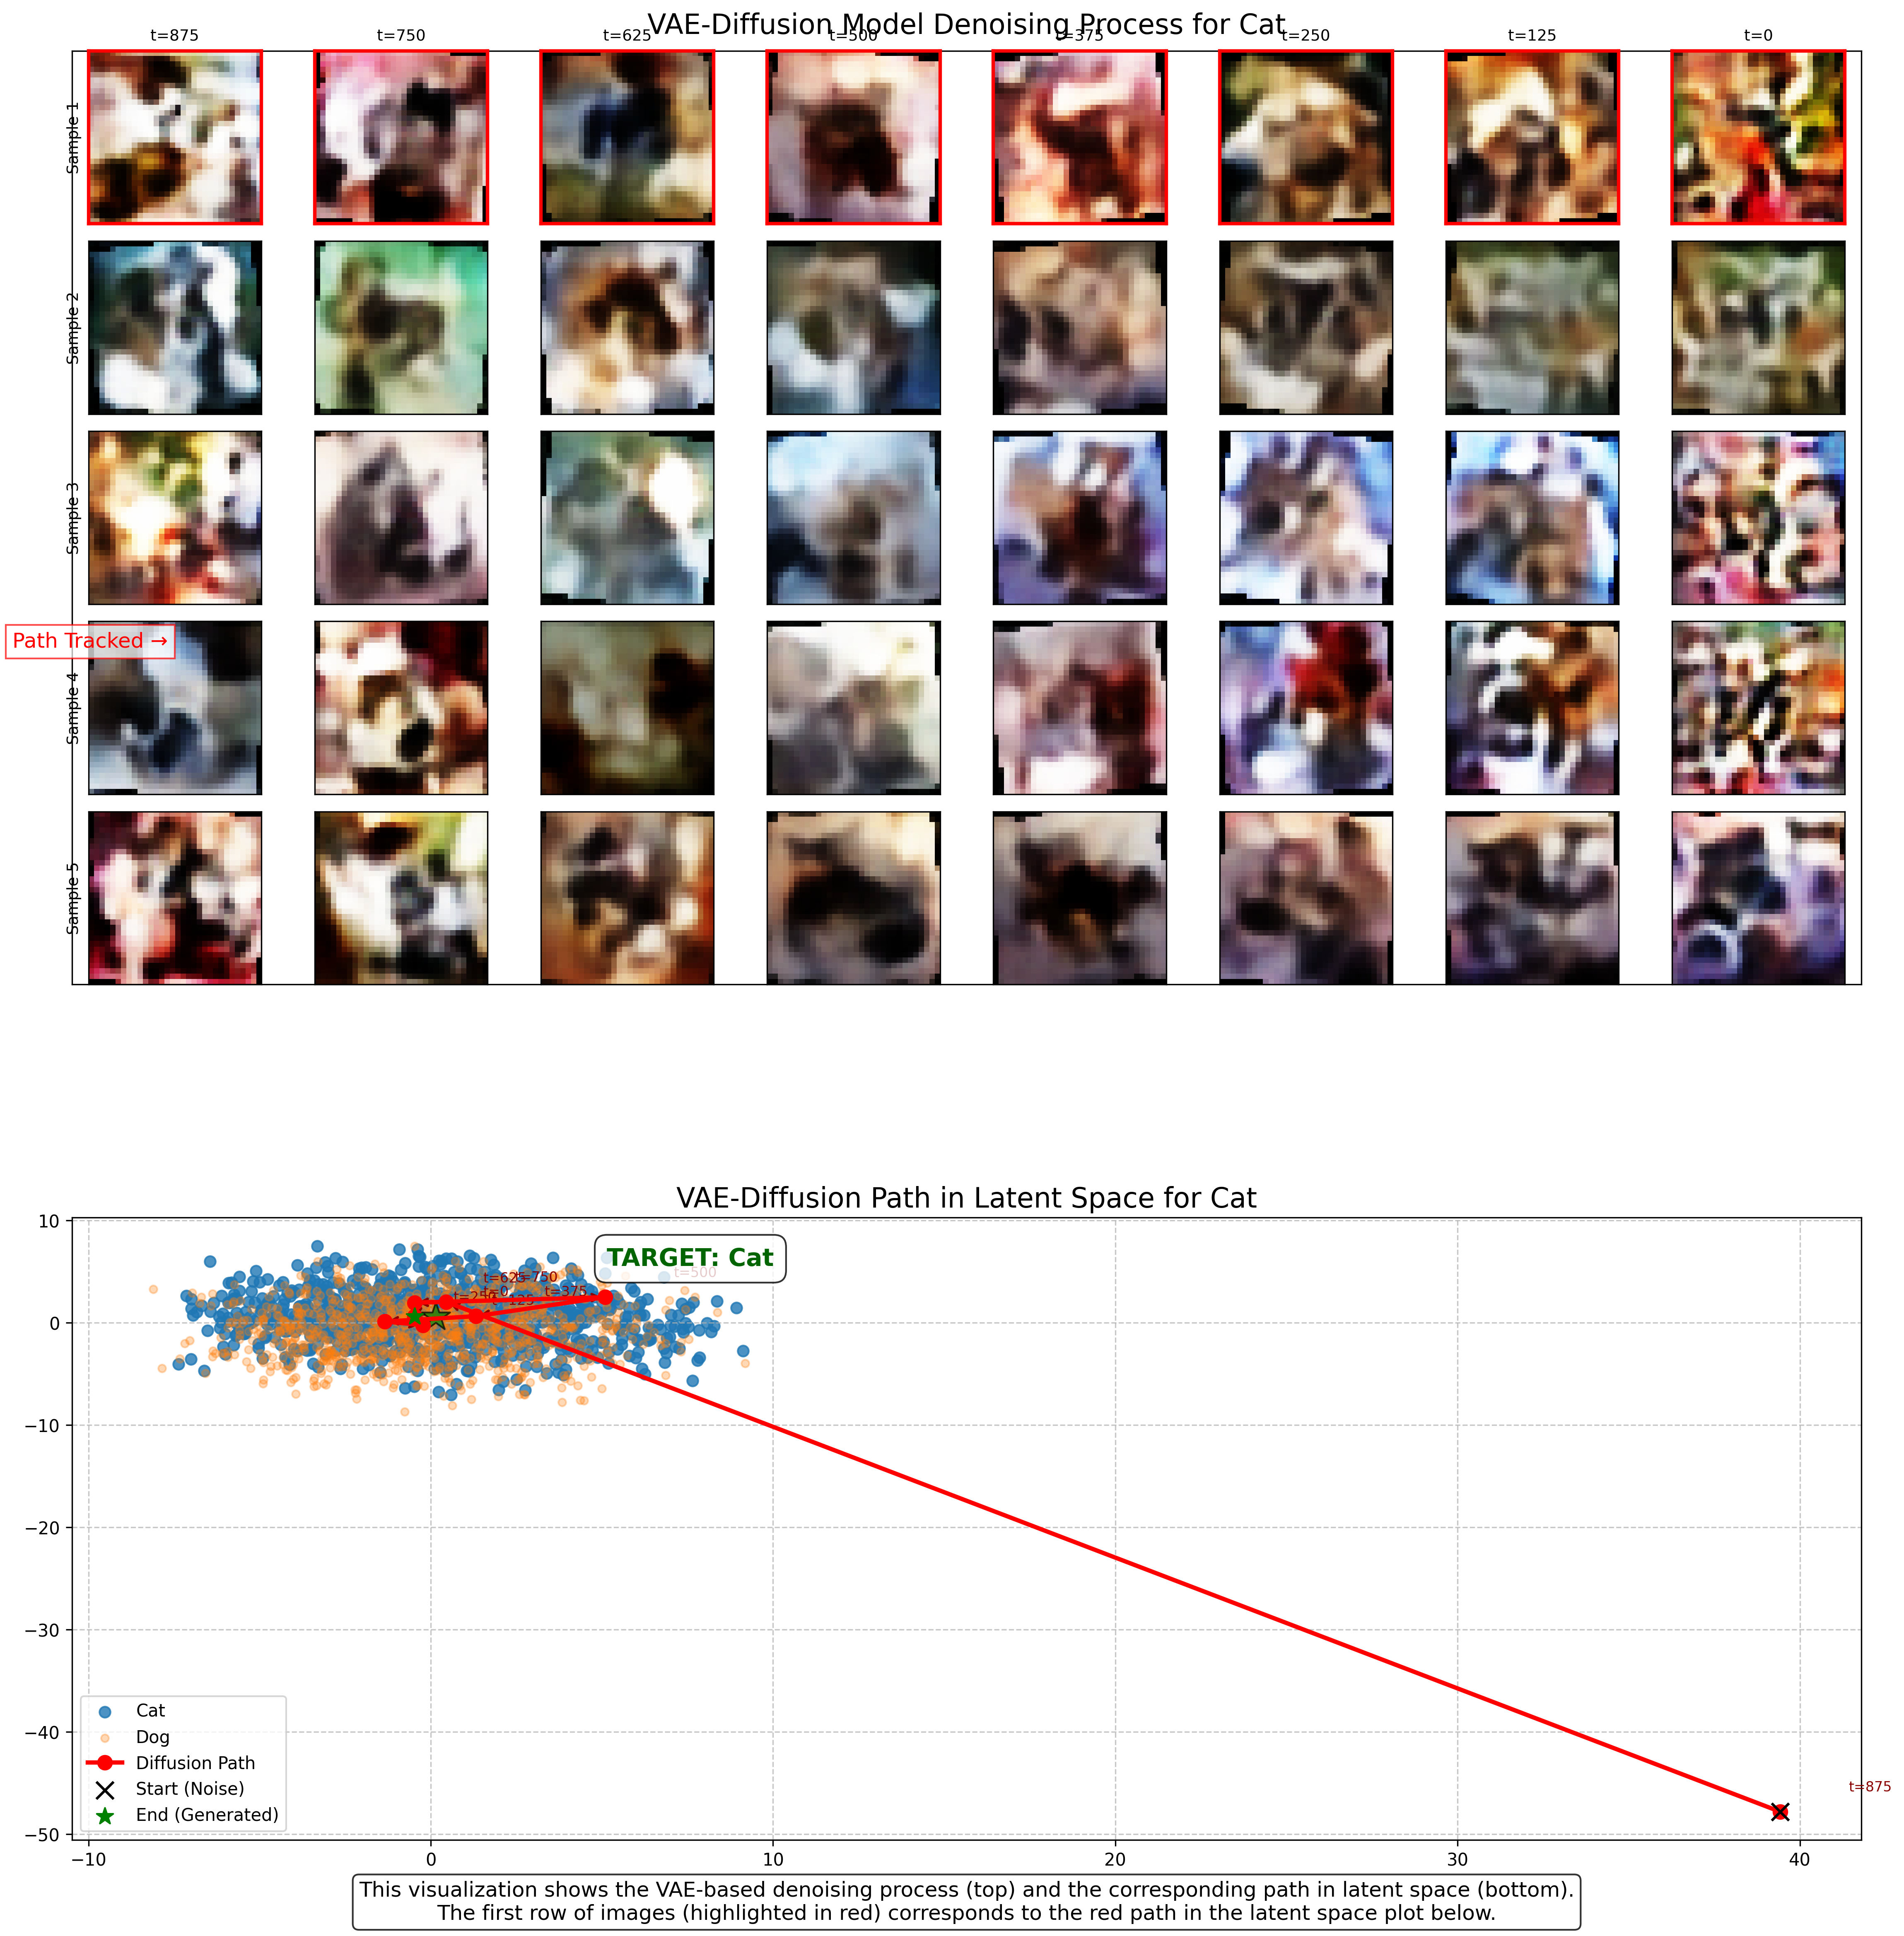 VAE-Diffusion Model Denoising Process for Cat
t=875
t=750
t=625
t=500
t=375
t=250
t=125
t=0
Sample 1
Sample 2
Sample 3
Path Tracked →
Sample 4
Sample 5
VAE-Diffusion Path in Latent Space for Cat
10
0
−10
−20
−30
−40
−50
TARGET: Cat
t=500
t=625
t=750
t=0
t=375
t=250
t=125
t=875
Cat
Dog
Diffusion Path
Start (Noise)
End (Generated)
−10
0
10
20
30
40
This visualization shows the VAE-based denoising process (top) and the corresponding path in latent space (bottom).
The first row of images (highlighted in red) corresponds to the red path in the latent space plot below.